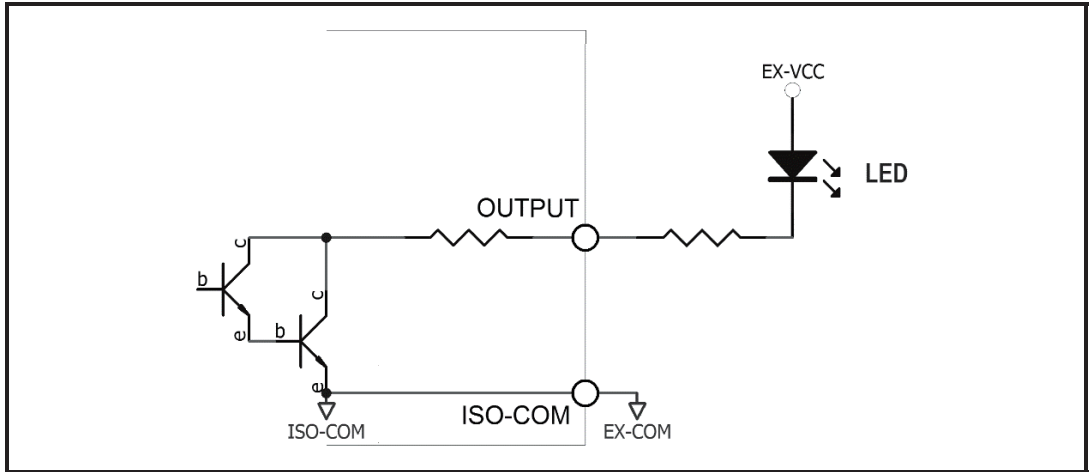 EX-VCC
LED
OUTPUT
c
b
c
e
b
e
ISO-COM
ISO-COM
EX-COM